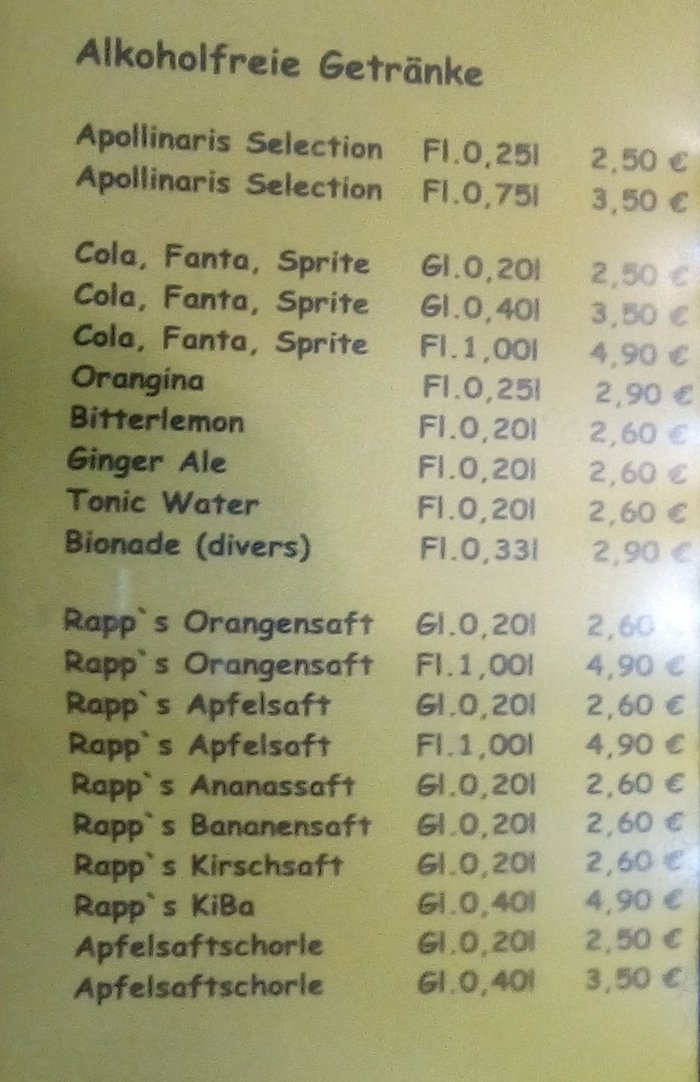 Alkoholfreie Getränke
Apollinaris Selection Fl.0,25l 2,50 €
Apollinaris Selection Fl.0,75l 3,50 €
Cola, Fanta, Sprite Gl.0,20l 2,50 €
Cola, Fanta, Sprite Gl.0,40l 3,50 €
Cola, Fanta, Sprite Fl.1,00l 4,90 €
Orangina Fl.0,25l 2,90 €
Bitterlemon Fl.0,20l 2,60 €
Ginger Ale Fl.0,20l 2,60 €
Tonic Water Fl.0,20l 2,60 €
Bionade (divers) Fl.0,33l 2,90 €
Rapp`s Orangensaft Gl.0,20l 2,60
Rapp`s Orangensaft Fl.1,00l 4,90 €
Rapp`s Apfelsaft Gl.0,20l 2,60 €
Rapp`s Apfelsaft Fl.1,00l 4,90 €
Rapp`s Ananassaft Gl.0,20l 2,60 €
Rapp`s Bananensaft Gl.0,20l 2,60 €
Rapp`s Kirschsaft Gl.0,20l 2,60 €
Rapp`s KiBa Gl.0,40l 4,90 €
Apfelsaftschorle Gl.0,20l 2,50 €
Apfelsaftschorle Gl.0,40l 3,50 €